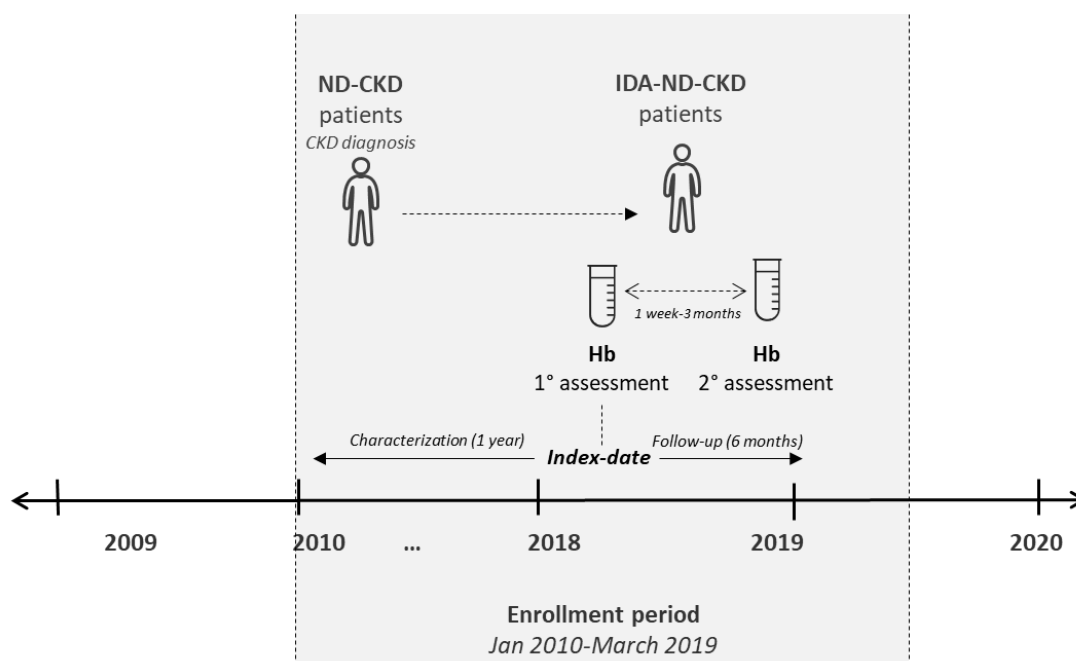 ND-CKD
patients
CKD diagnosis
IDA-ND-CKD
patients
1 week-3 months
Hb
1° assessment
Hb
2° assessment
Characterization (1 year)
Follow-up (6 months)
Index-date
2009
2010
...
2018
2019
2020
Enrollment period
Jan 2010-March 2019